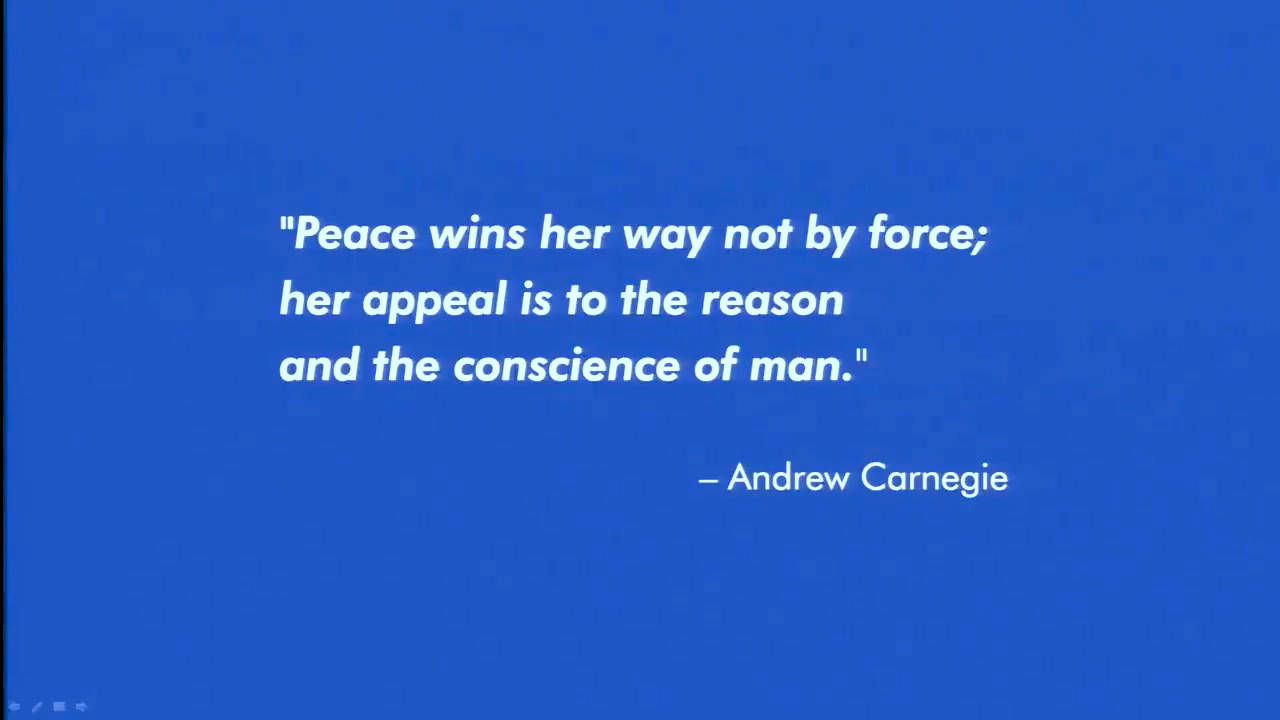 "Peace wins her way not by force;
her appeal is to the reason
and the conscience of man."
– Andrew Carnegie